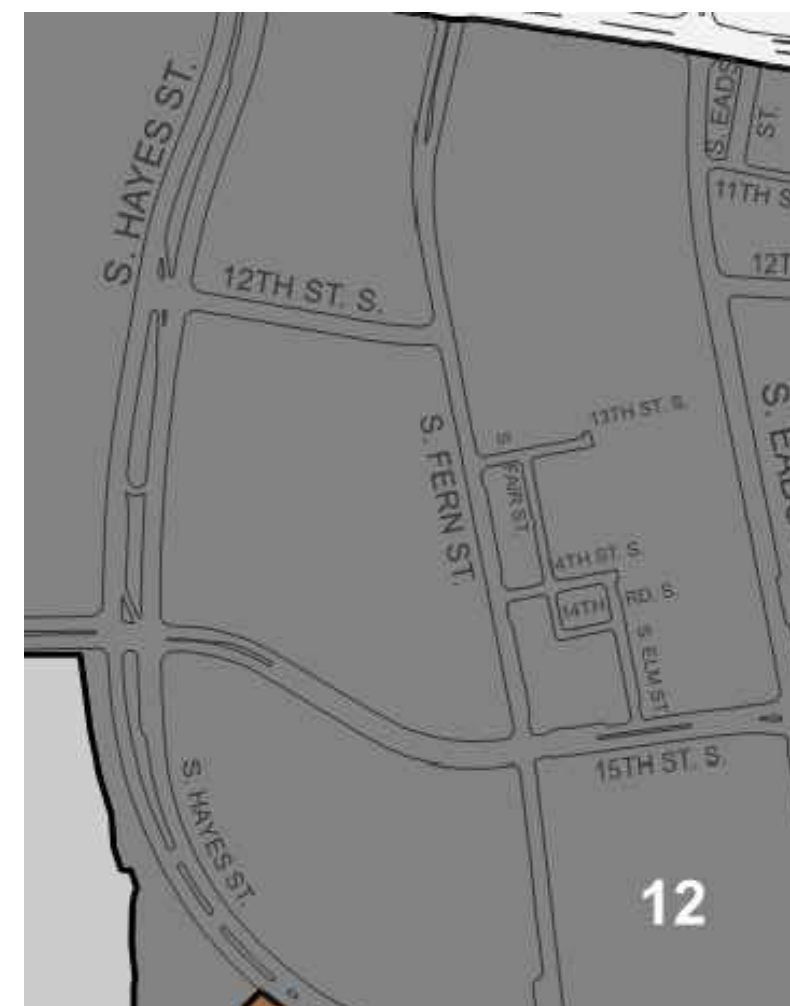 S. HAYES ST.
S. EADS
ST.
11TH S
12T
12TH ST. S.
S. FERN ST.
S. EADS
13TH ST. S.
S
FAIR ST.
4TH ST. S.
14TH
RD. S.
S ELM ST
15TH ST. S.
S. HAYES ST.
12